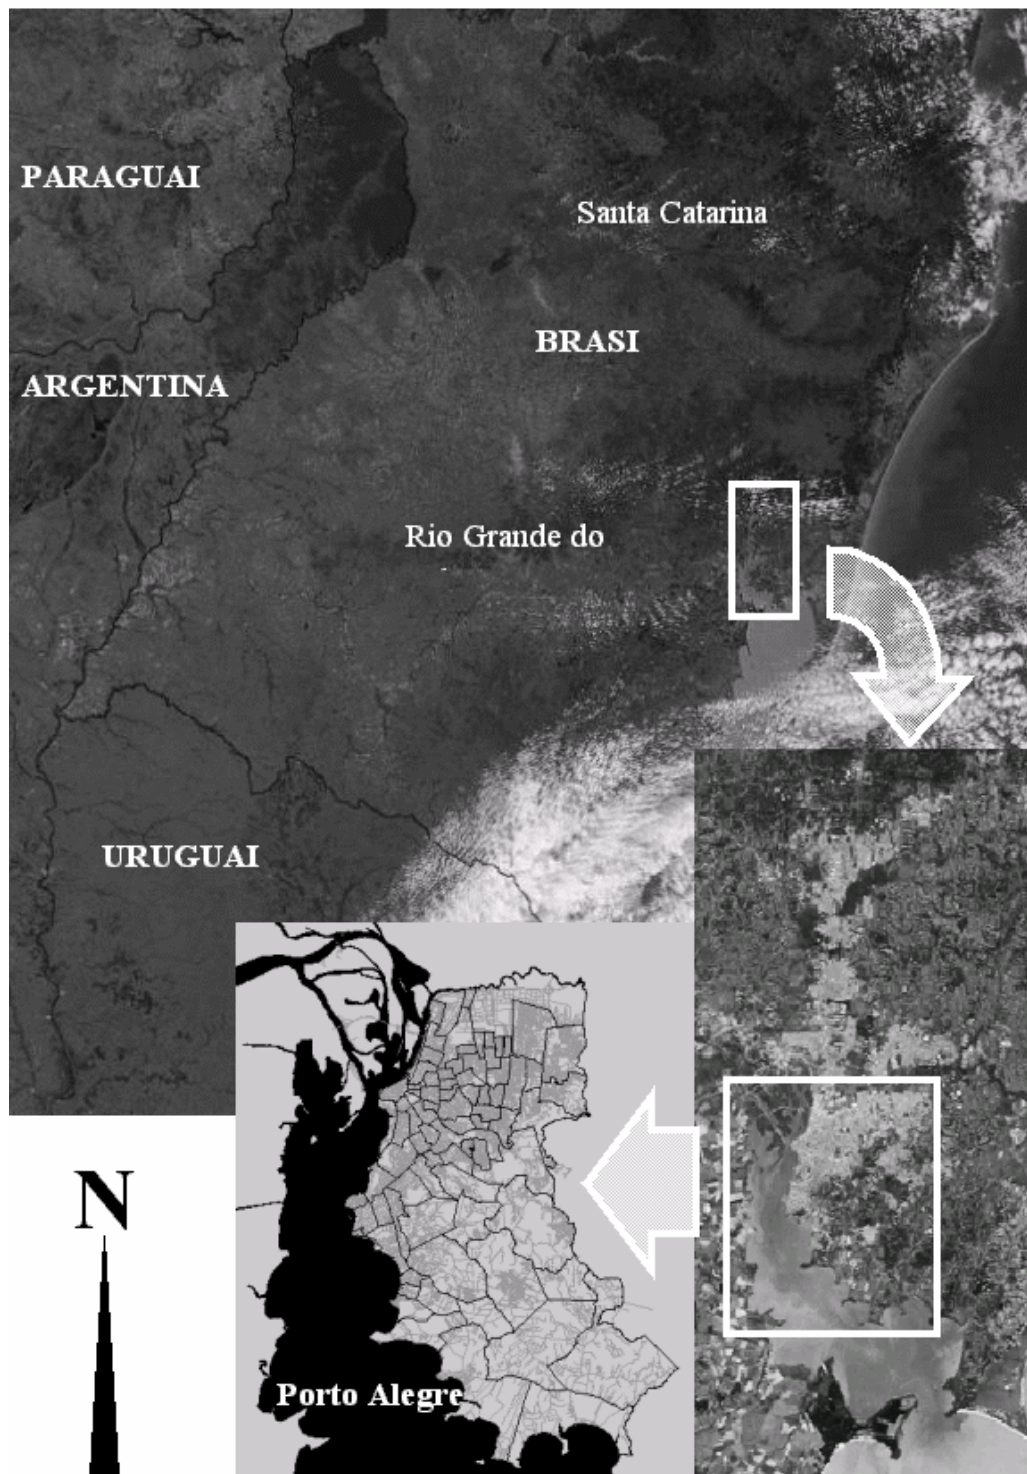 PARAGUAI
Santa Catarina
BRASI
ARGENTINA
Rio Grande do
URUGUAI
N
Porto Alegre